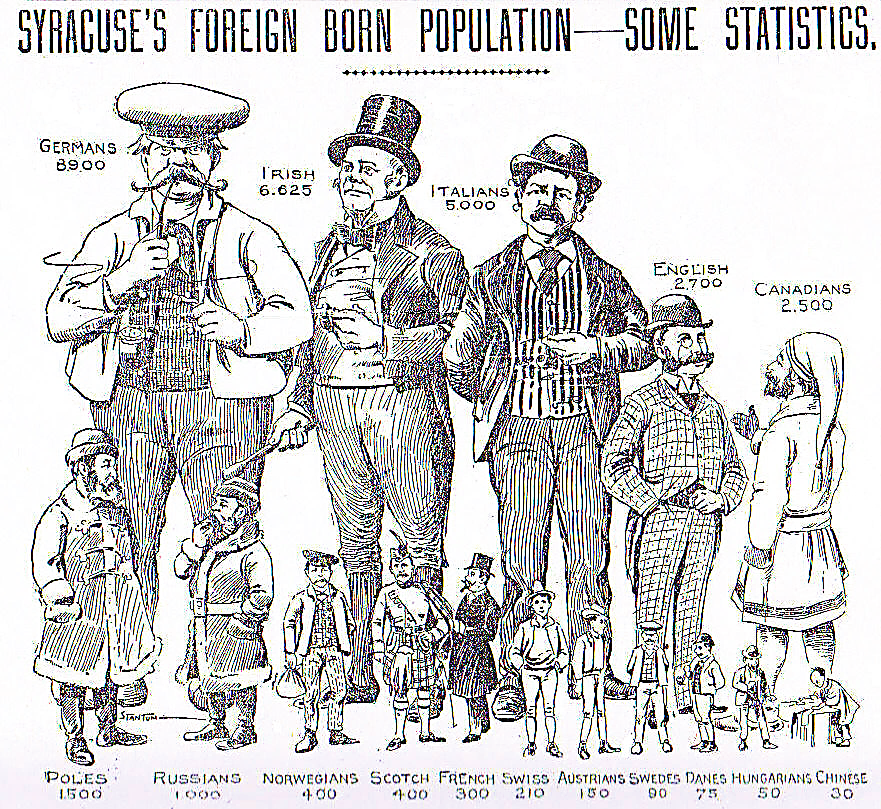 SYRACUSE'S FOREIGN BORN POPULATION—SOME STATISTICS.
GERMANS
8900
IRISH
6.625
ITALIANS
5.000
ENGLISH
2.700
CANADIANS
2.500
STANTON
POLES RUSSIANS NORWEGIANS SCOTCH FRENCH SWISS AUSTRIANS SWEDES DANES HUNGARIANS CHINESE
1500 1.000 400 400 300 210 150 90 75 50 30